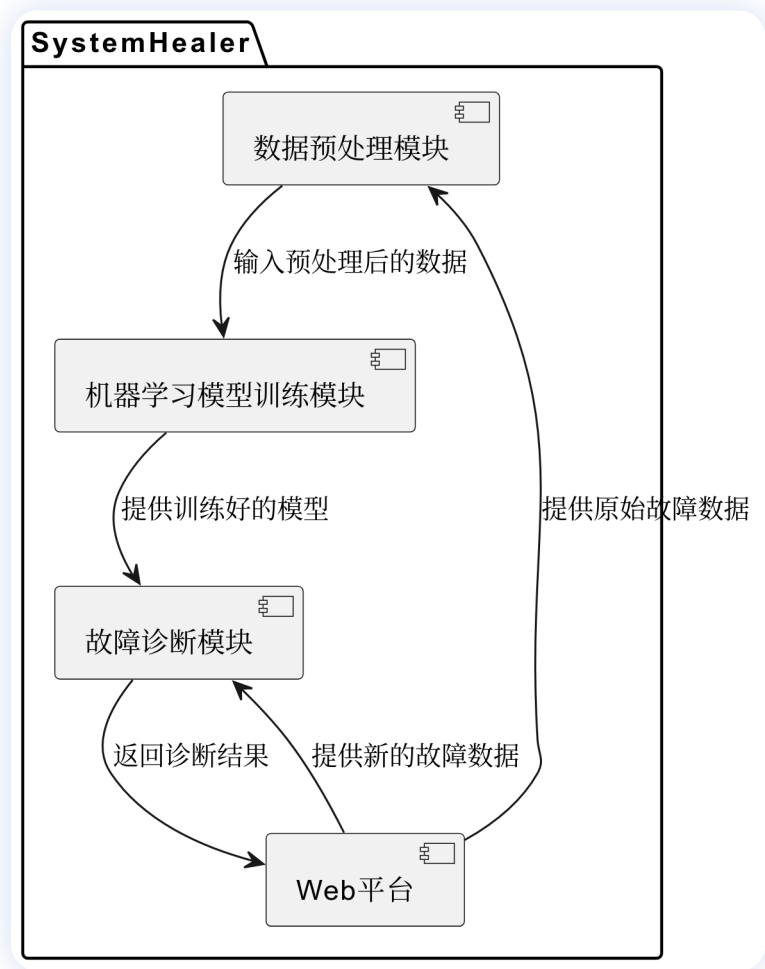 SystemHealer
数据预处理模块
输入预处理后的数据
机器学习模型训练模块
提供训练好的模型
提供原始故障数据
故障诊断模块
返回诊断结果
提供新的故障数据
Web平台